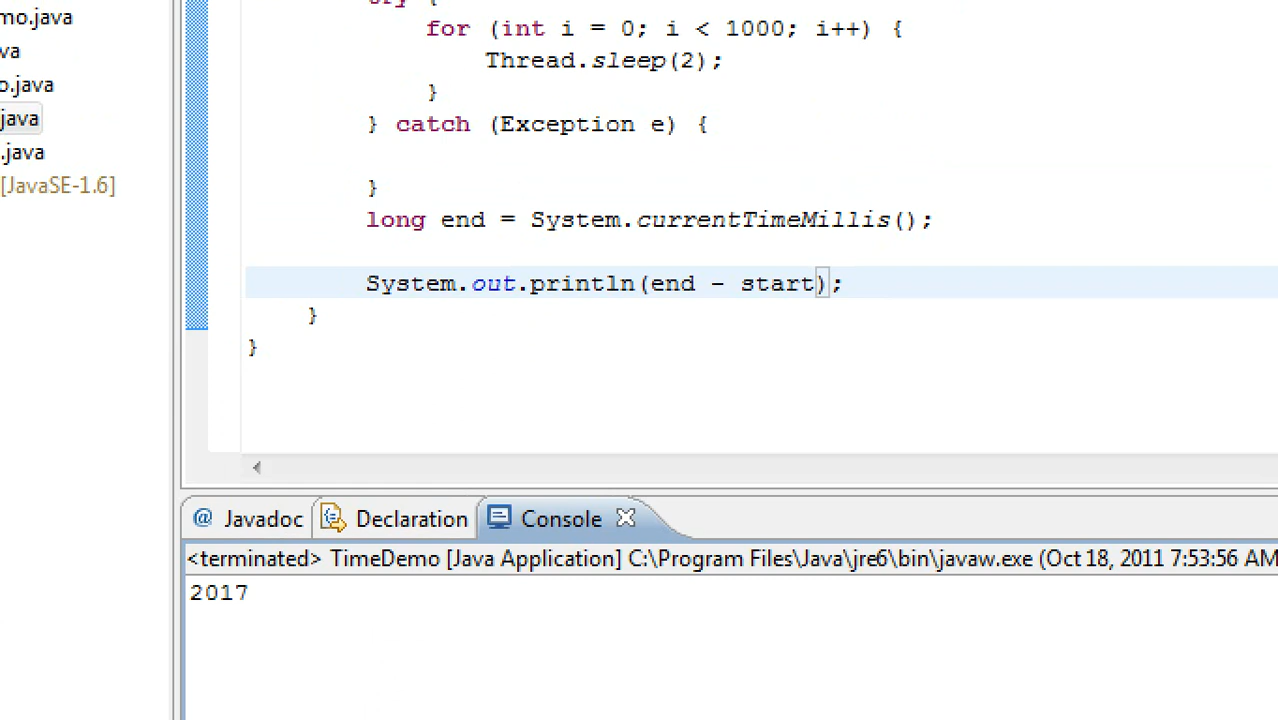 mo.java
va
o.java
java
.java
[JavaSE-1.6]
try {
for (int i = 0; i < 1000; i++) {
Thread.sleep(2);
}
} catch (Exception e) {
}
long end = System.currentTimeMillis();
System.out.println(end - start);
}
}
@ Javadoc Declaration Console
<terminated> TimeDemo [Java Application] C:\Program Files\Java\jre6\bin\javaw.exe (Oct 18, 2011 7:53:56 AM
2017